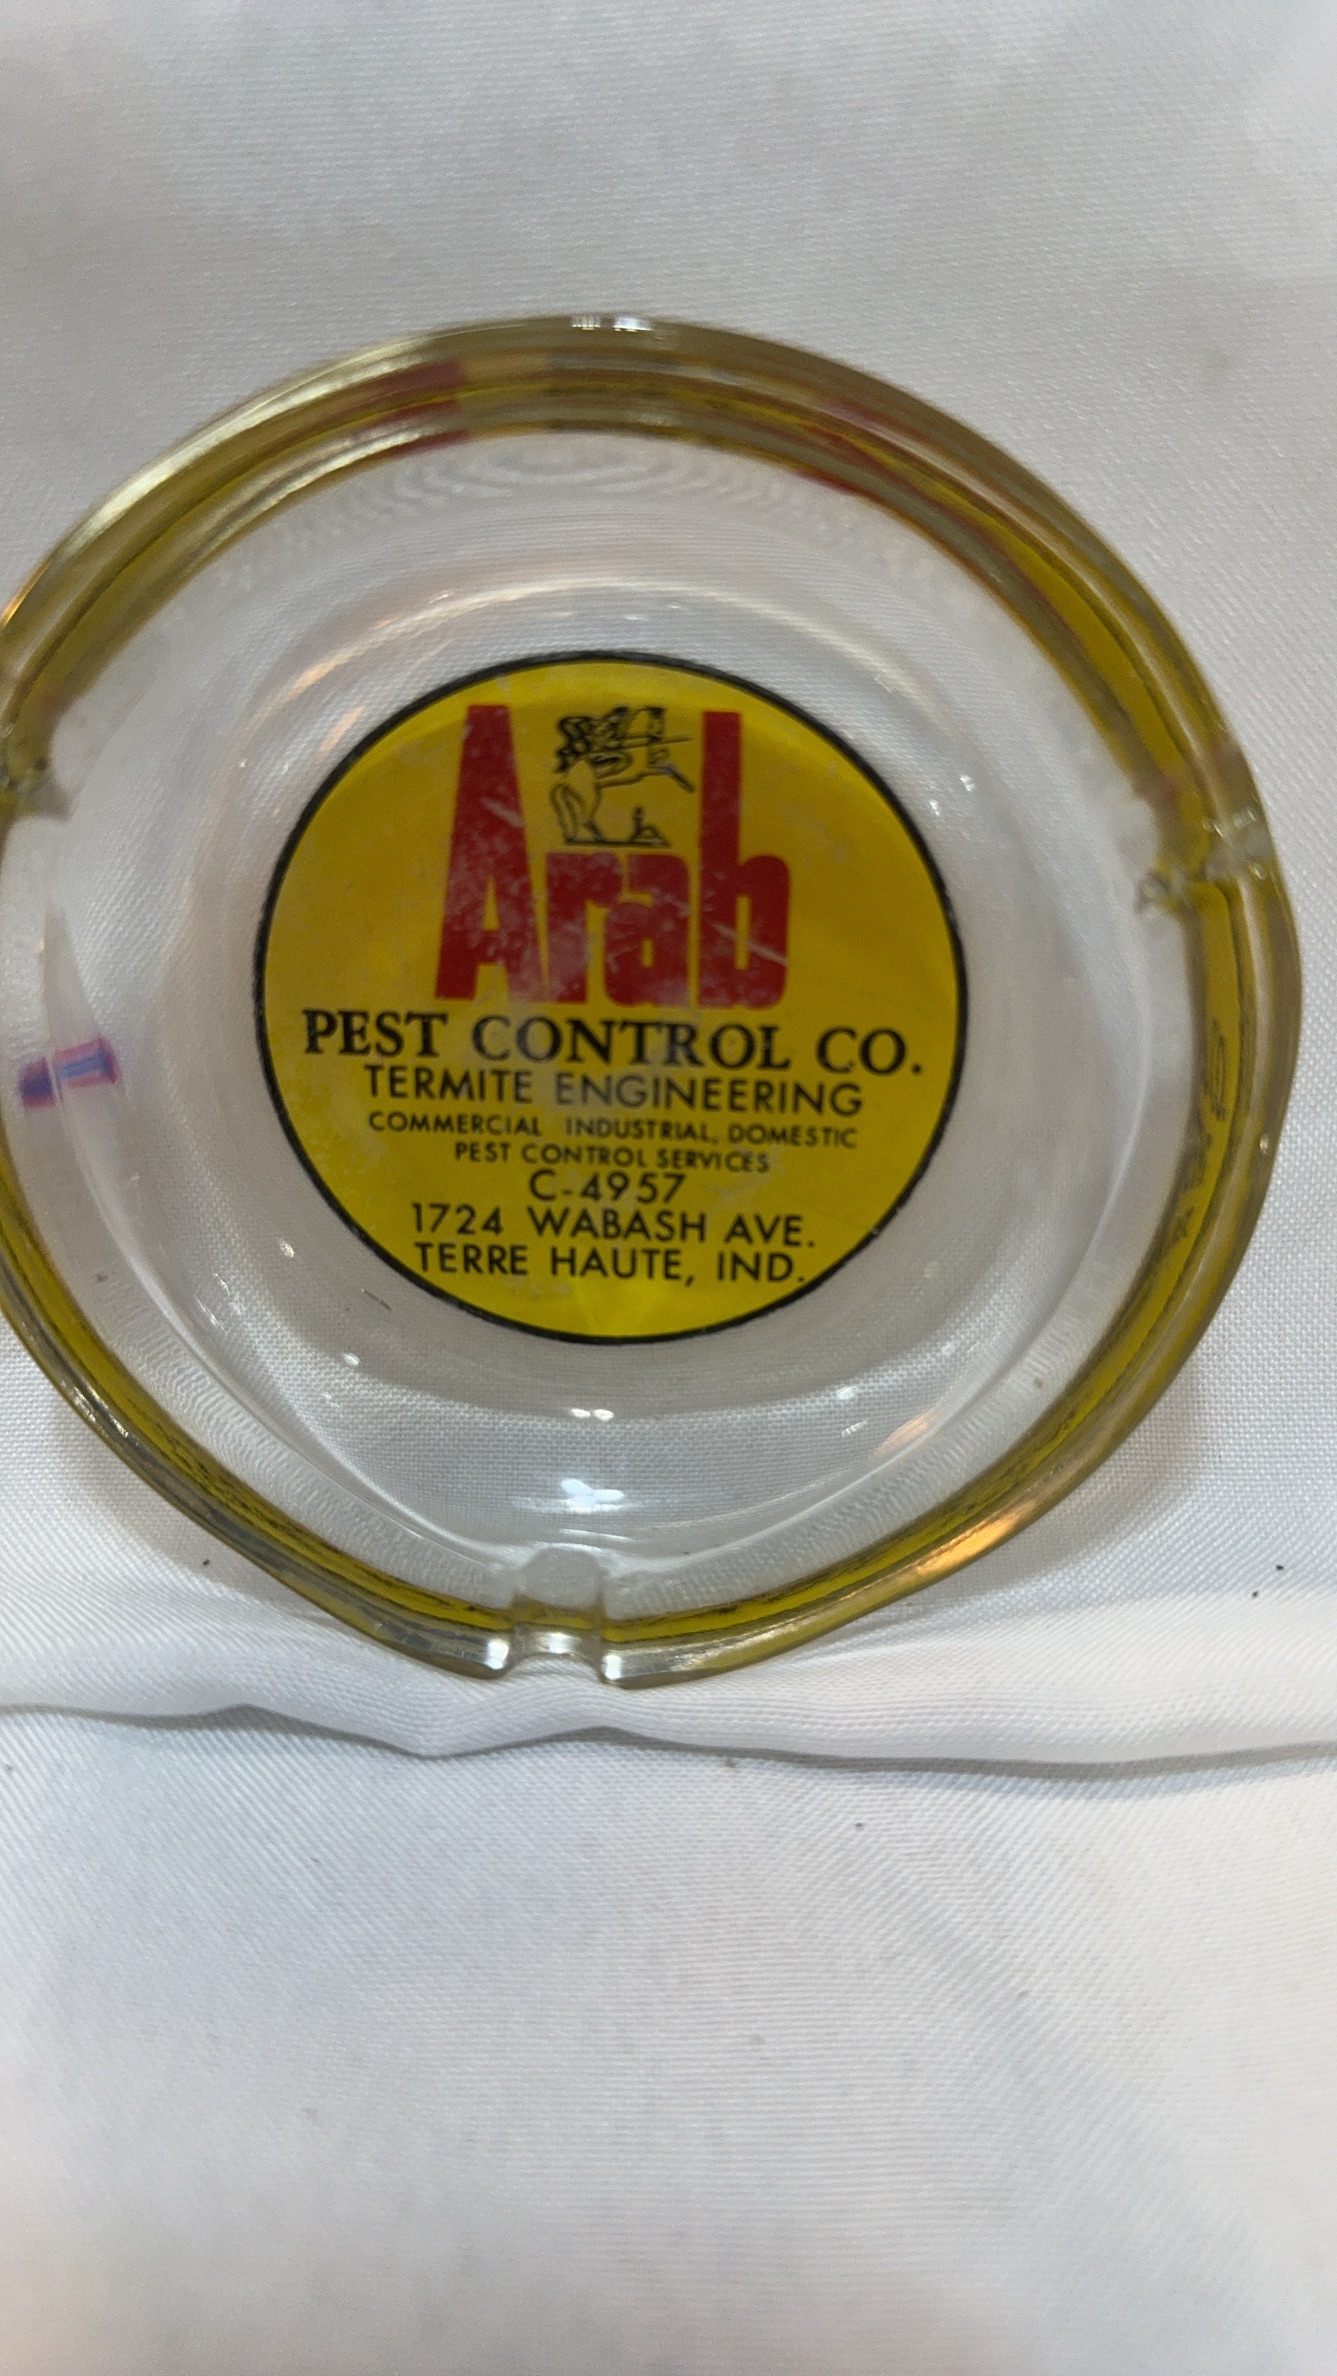 Arab
PEST CONTROL CO.
TERMITE ENGINEERING
COMMERCIAL INDUSTRIAL, DOMESTIC
PEST CONTROL SERVICES
C-4957
1724 WABASH AVE.
TERRE HAUTE, IND.